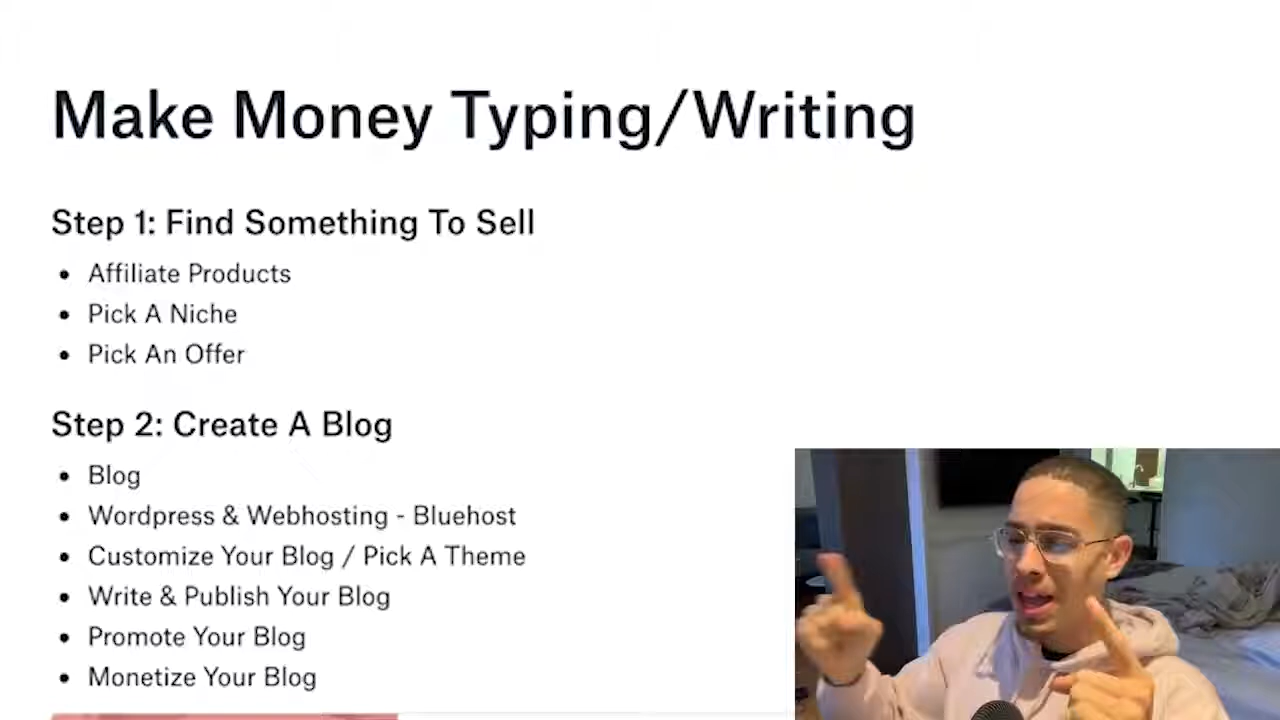 Make Money Typing/Writing
Step 1: Find Something To Sell
Affiliate Products
Pick A Niche
Pick An Offer
Step 2: Create A Blog
Blog
Wordpress & Webhosting - Bluehost
Customize Your Blog / Pick A Theme
Write & Publish Your Blog
Promote Your Blog
Monetize Your Blog